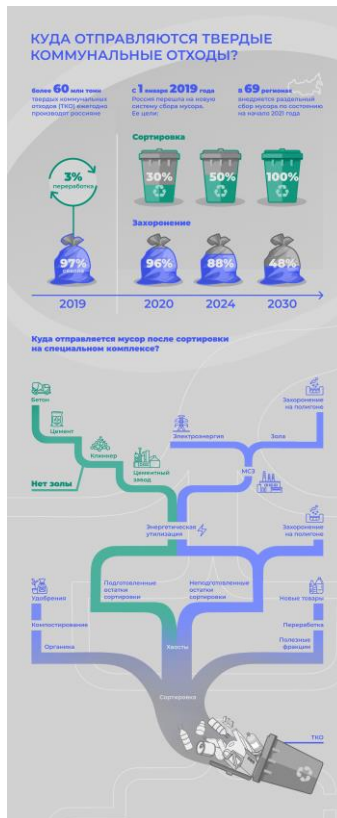 КУДА ОТПРАВЛЯЮТСЯ ТВЕРДЫЕ
КОММУНАЛЬНЫЕ ОТХОДЫ?
более 60 млн тонн
твердых коммунальных
отходов (ТКО) ежегодно
производят россияне
С 1 января 2019 года
Россия перешла на новую
систему сбора мусора.
Ее цели:
В 69 регионах
внедряется раздельный
сбор мусора по состоянию
на начало 2021 года
Сортировка
3%
переработка
30%
50%
100%
Захоронение
97%
96%
88%
48%
2019
2020
2024
2030
Куда отправляется мусор после сортировки
на специальном комплексе?
Бетон
Цемент
Клинкер
Цементный
завод
Нет золы
Электроэнергия
Зола
Захоронение
на полигоне
МСЗ
Энергетическая
утилизация
Захоронение
на полигоне
Подготовленные
остатки
сортировки
Неподготовленные
остатки
сортировки
Удобрения
Новые товары
Компостирование
Переработка
Органика
Хвосты
Полезные
фракции
Сортировка
ТКО